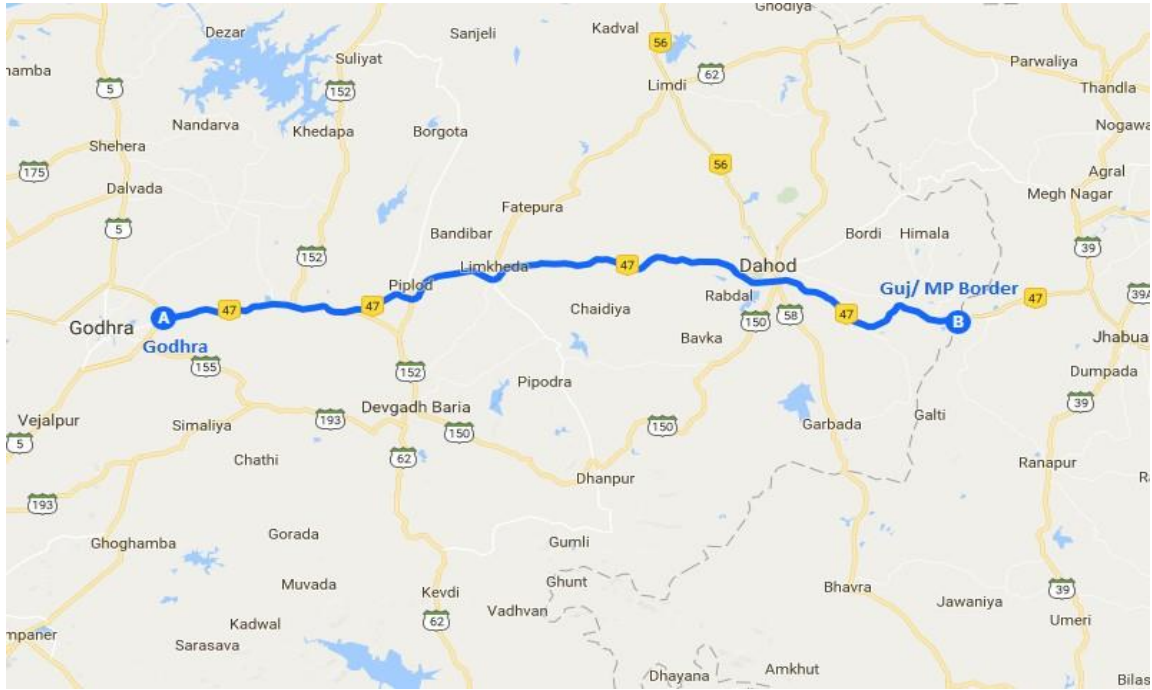 Ghodiya
Dezar
Sanjeli
Kadval
56
Suliyat
Parwaliya
hamba
62
5
152
Limdi
Thandla
Nandarva
Khedapa
Borgota
Nogawa
Shehera
56
175
Agral
Dalvada
Megh Nagar
Fatepura
5
Bandibar
Bordi
Himala
39
152
Limkheda
47
Dahod
Piplod
Guj/ MP Border
39A
Rabdal
47
A
47
47
Chaidiya
58
47
B
Godhra
150
Jhabua
Godhra
Bavka
155
152
Dumpada
Pipodra
39
Devgadh Baria
Vejalpur
Simaliya
193
Galti
Garbada
150
150
5
62
Chathi
Ranapur
Dhanpur
R
193
Gorada
Gumli
Ghoghamba
Muvada
Ghunt
Bhavra
Kevdi
39
Jawaniya
Vadhvan
Kadwal
62
Umeri
mpaner
Sarasava
Amkhut
Dhayana
Bilas